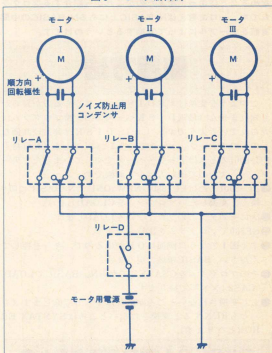 モータ
I
モータ
II
モータ
III
M
M
M
+
+
+
順方向
回転極性
ノイズ防止用
コンデンサ
リレーA
リレーB
リレーC
リレーD
モータ用電源